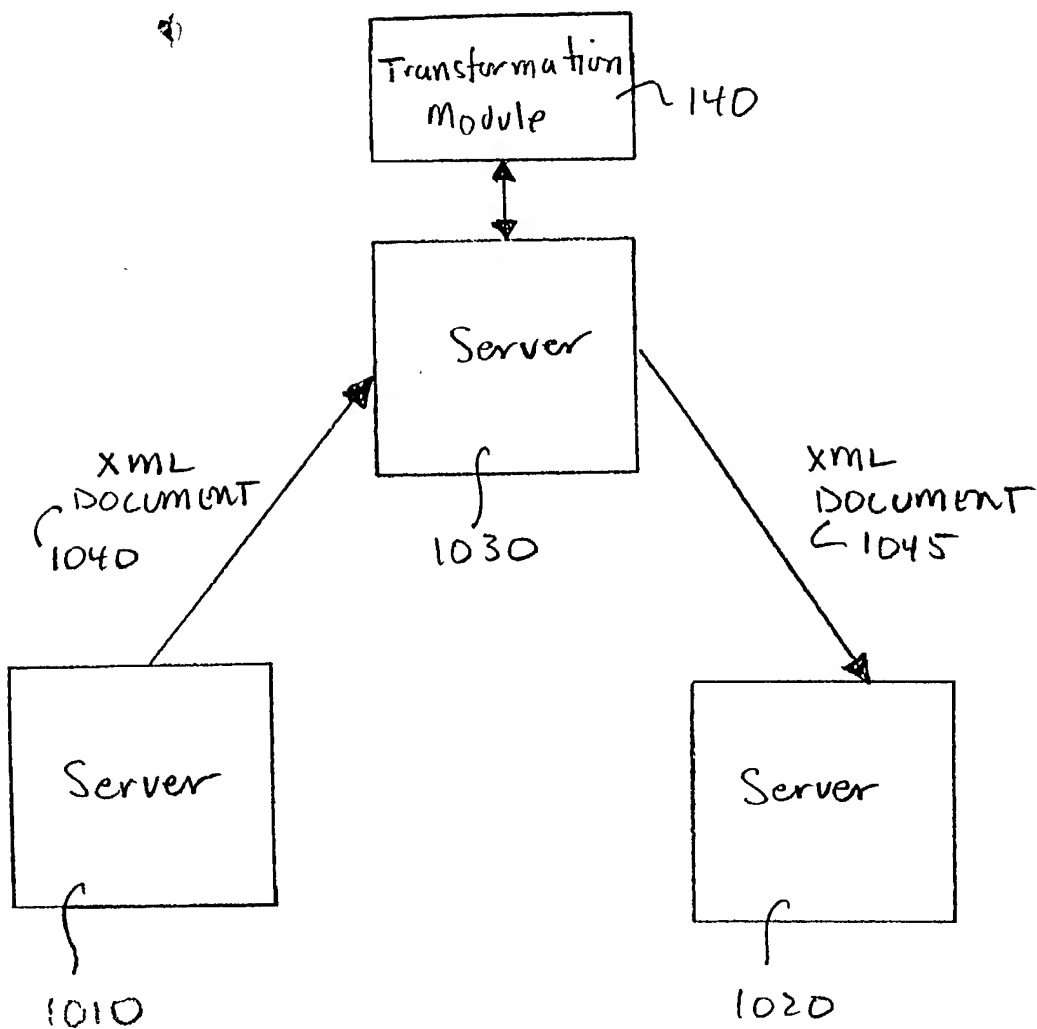 Transformation
Module
140
Server
1030
XML
DOCUMENT
1040
XML
DOCUMENT
1045
Server
1010
Server
1020